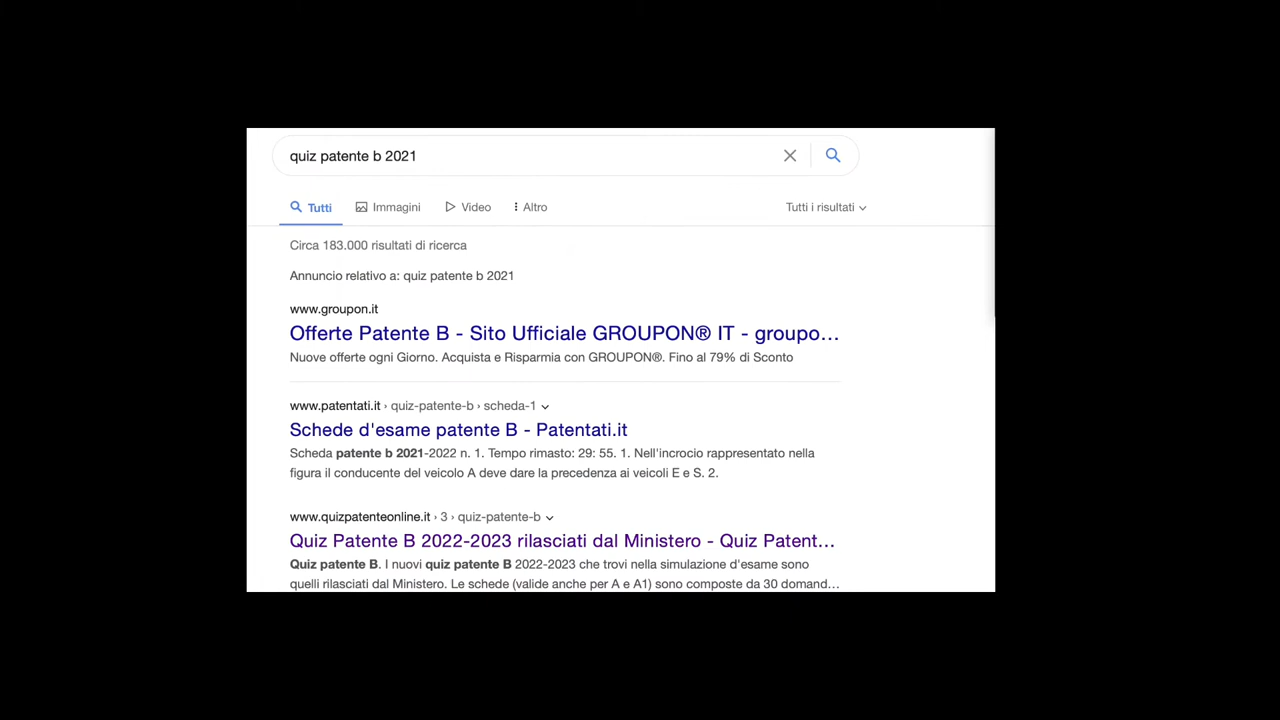 quiz patente b 2021
Tutti Immagini Video Altro Tutti i risultati
Circa 183.000 risultati di ricerca
Annuncio relativo a: quiz patente b 2021
www.groupon.it
Offerte Patente B - Sito Ufficiale GROUPON® IT - groupo...
Nuove offerte ogni Giorno. Acquista e Risparmia con GROUPON®. Fino al 79% di Sconto
www.patentati.it › quiz-patente-b › scheda-1
Schede d'esame patente B - Patentati.it
Scheda patente b 2021-2022 n. 1. Tempo rimasto: 29: 55. 1. Nell'incrocio rappresentato nella
figura il conducente del veicolo A deve dare la precedenza ai veicoli E e S. 2.
www.quizpatenteonline.it › 3 › quiz-patente-b
Quiz Patente B 2022-2023 rilasciati dal Ministero - Quiz Patent...
Quiz patente B. I nuovi quiz patente B 2022-2023 che trovi nella simulazione d'esame sono
quelli rilasciati dal Ministero. Le schede (valide anche per A e A1) sono composte da 30 domand...